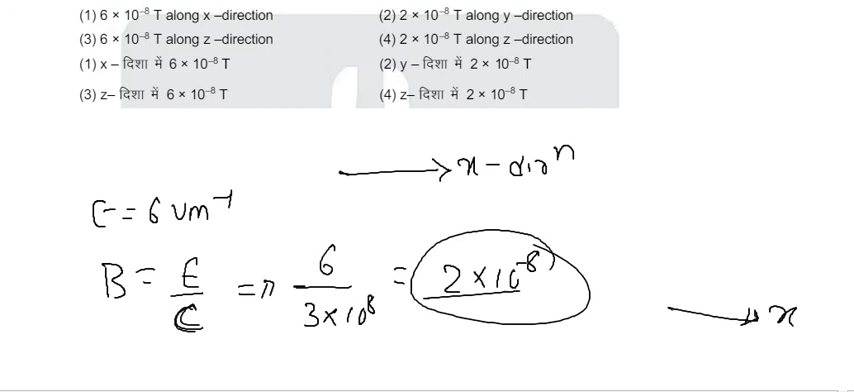 (1) 6 × 10⁻⁸ T along x –direction (2) 2 × 10⁻⁸ T along y –direction
(3) 6 × 10⁻⁸ T along z –direction (4) 2 × 10⁻⁸ T along z –direction
(1) x – दिशा में 6 × 10⁻⁸ T (2) y – दिशा में 2 × 10⁻⁸ T
(3) z– दिशा में 6 × 10⁻⁸ T (4) z– दिशा में 2 × 10⁻⁸ T
x – dirⁿ
E = 6 Vm⁻¹
B = E/C => 6/3×10⁸ = 2×10⁻⁸
x